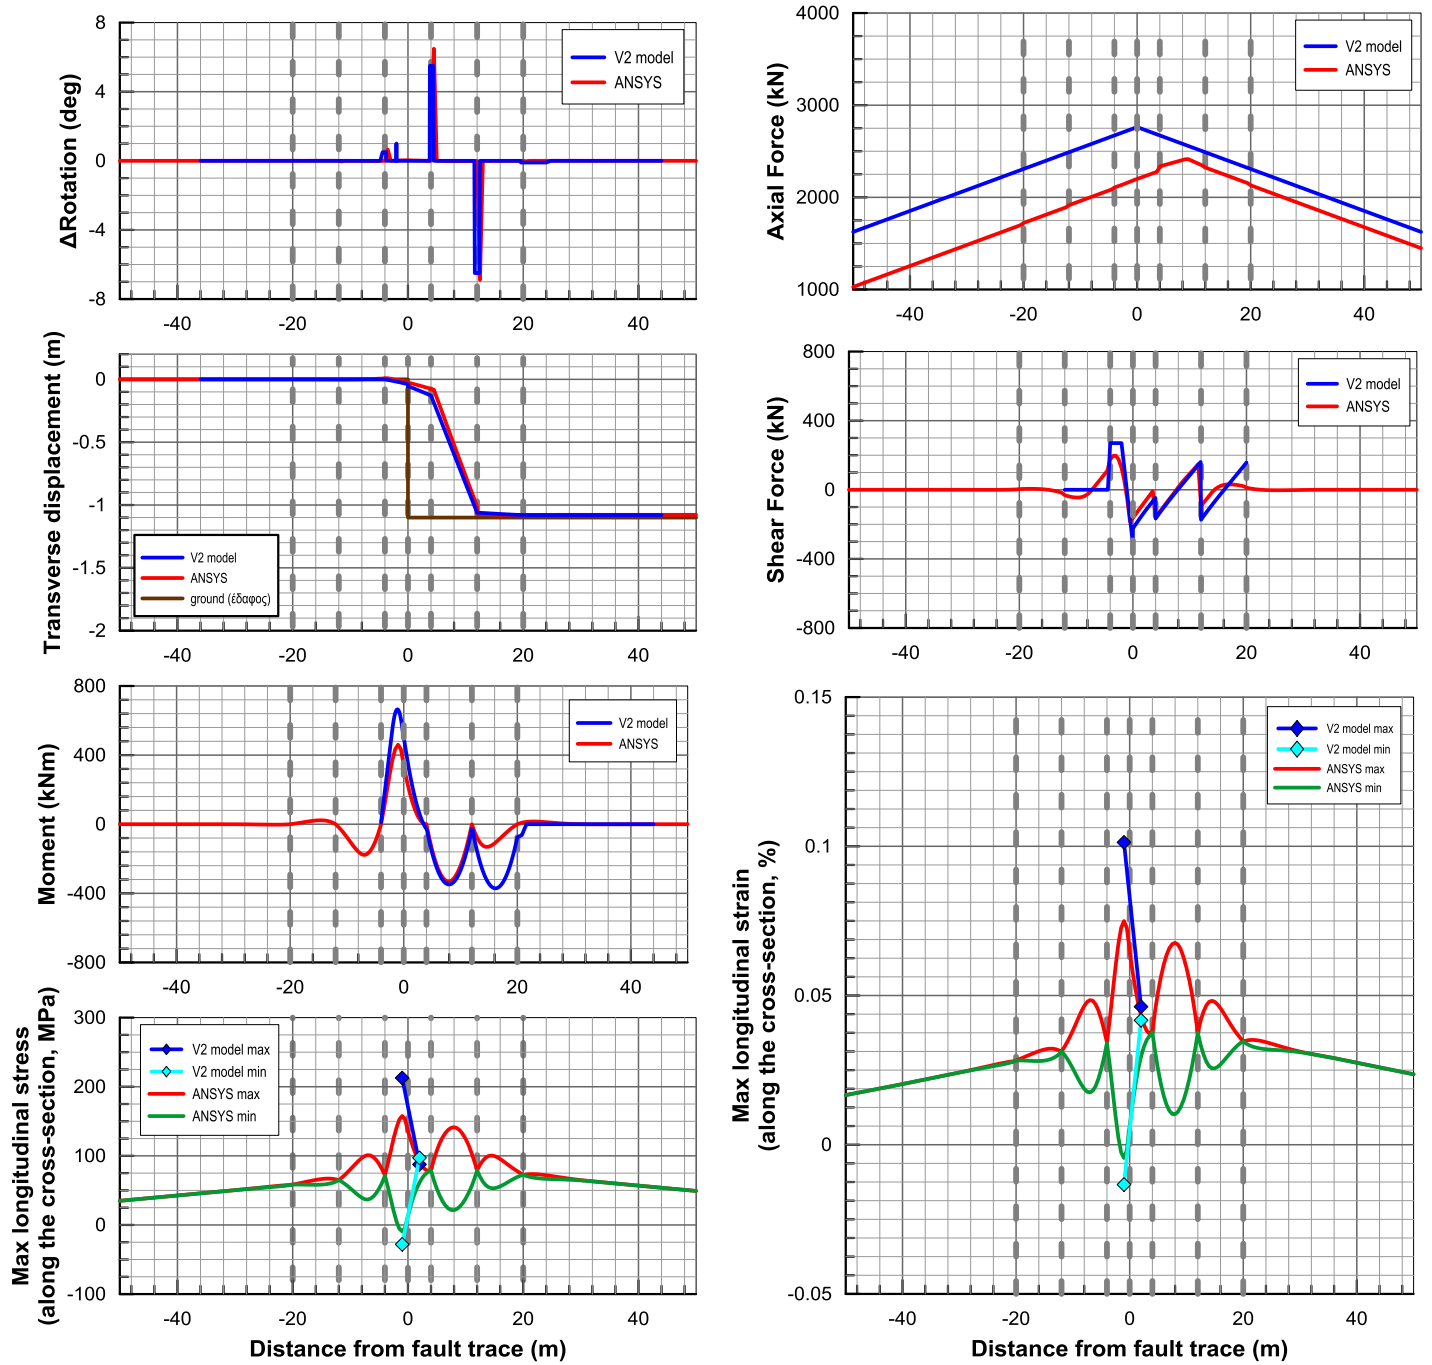 ΔRotation (deg)
8
4
0
-4
-8
-40
-20
0
20
40
V2 model
ANSYS
Axial Force (kN)
4000
3000
2000
1000
-40
-20
0
20
40
V2 model
ANSYS
Transverse displacement (m)
0
-0.5
-1
-1.5
-2
-40
-20
0
20
40
V2 model
ANSYS
ground (έδαφος)
Shear Force (kN)
800
400
0
-400
-800
-40
-20
0
20
40
V2 model
ANSYS
Moment (kNm)
800
400
0
-400
-800
-40
-20
0
20
40
V2 model
ANSYS
Max longitudinal stress
(along the cross-section, MPa)
300
200
100
0
-100
-40
-20
0
20
40
V2 model max
V2 model min
ANSYS max
ANSYS min
Distance from fault trace (m)
Max longitudinal strain
(along the cross-section, %)
0.15
0.1
0.05
0
-0.05
-40
-20
0
20
40
V2 model max
V2 model min
ANSYS max
ANSYS min
Distance from fault trace (m)